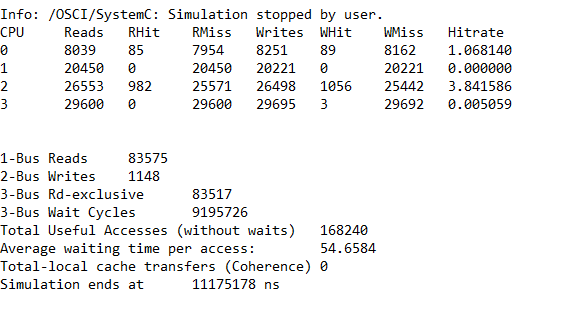 Info: /OSCI/SystemC: Simulation stopped by user.
CPU Reads RHit RMiss Writes WHit WMiss Hitrate
0 8039 85 7954 8251 89 8162 1.068140
1 20450 0 20450 20221 0 20221 0.000000
2 26553 982 25571 26498 1056 25442 3.841586
3 29600 0 29600 29695 3 29692 0.005059
1-Bus Reads 83575
2-Bus Writes 1148
3-Bus Rd-exclusive 83517
3-Bus Wait Cycles 9195726
Total Useful Accesses (without waits) 168240
Average waiting time per access: 54.6584
Total-local cache transfers (Coherence) 0
Simulation ends at 11175178 ns